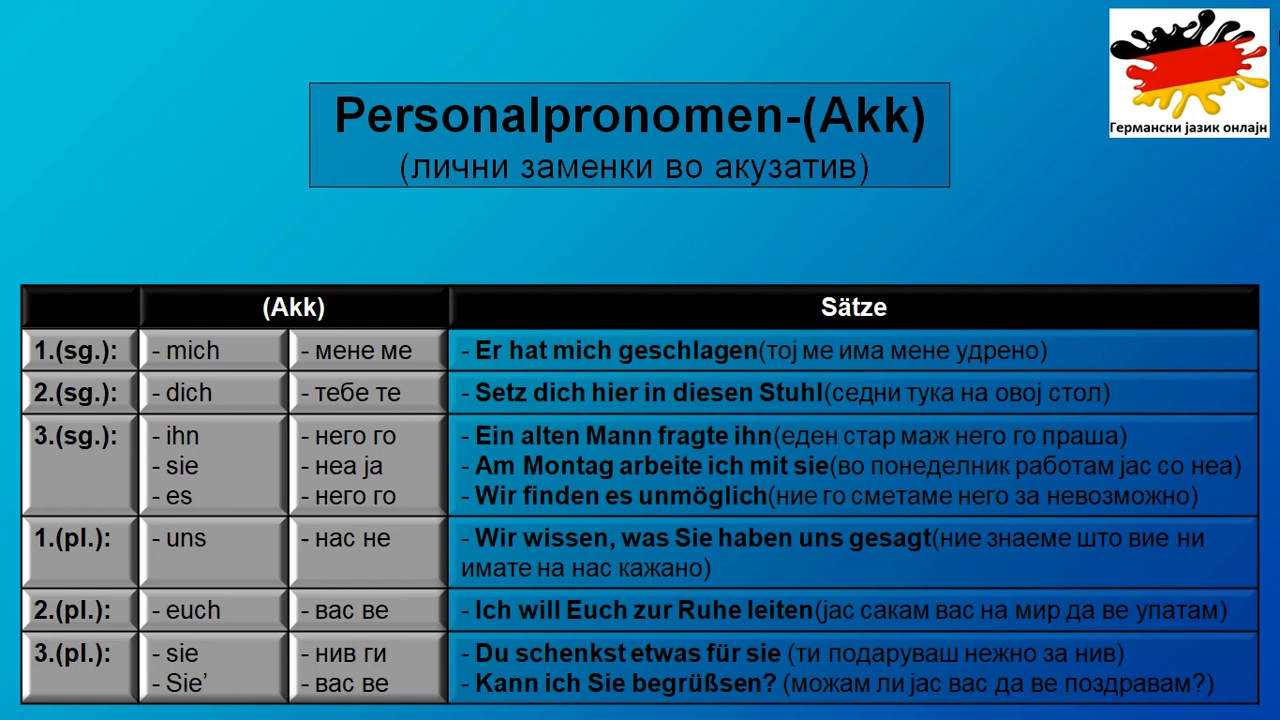 Германски јазик онлајн
Personalpronomen-(Akk)
(лични заменки во акузатив)
(Akk) Sätze
1.(sg.): - mich - мене ме - Er hat mich geschlagen(тој ме има мене удрено)
2.(sg.): - dich - тебе те - Setz dich hier in diesen Stuhl(седни тука на овој стол)
3.(sg.): - ihn - него го - Ein alten Mann fragte ihn(еден стар маж него го праша)
- sie - неа ја - Am Montag arbeite ich mit sie(во понеделник работам јас со неа)
- es - него го - Wir finden es unmöglich(ние го сметаме него за невозможно)
1.(pl.): - uns - нас не - Wir wissen, was Sie haben uns gesagt(ние знаеме што вие ни
имате на нас кажано)
2.(pl.): - euch - вас ве - Ich will Euch zur Ruhe leiten(јас сакам вас на мир да ве упатам)
3.(pl.): - sie - нив ги - Du schenkst etwas für sie (ти подаруваш нежно за нив)
- Sie’ - вас ве - Kann ich Sie begrüßsen? (можам ли јас вас да ве поздравам?)